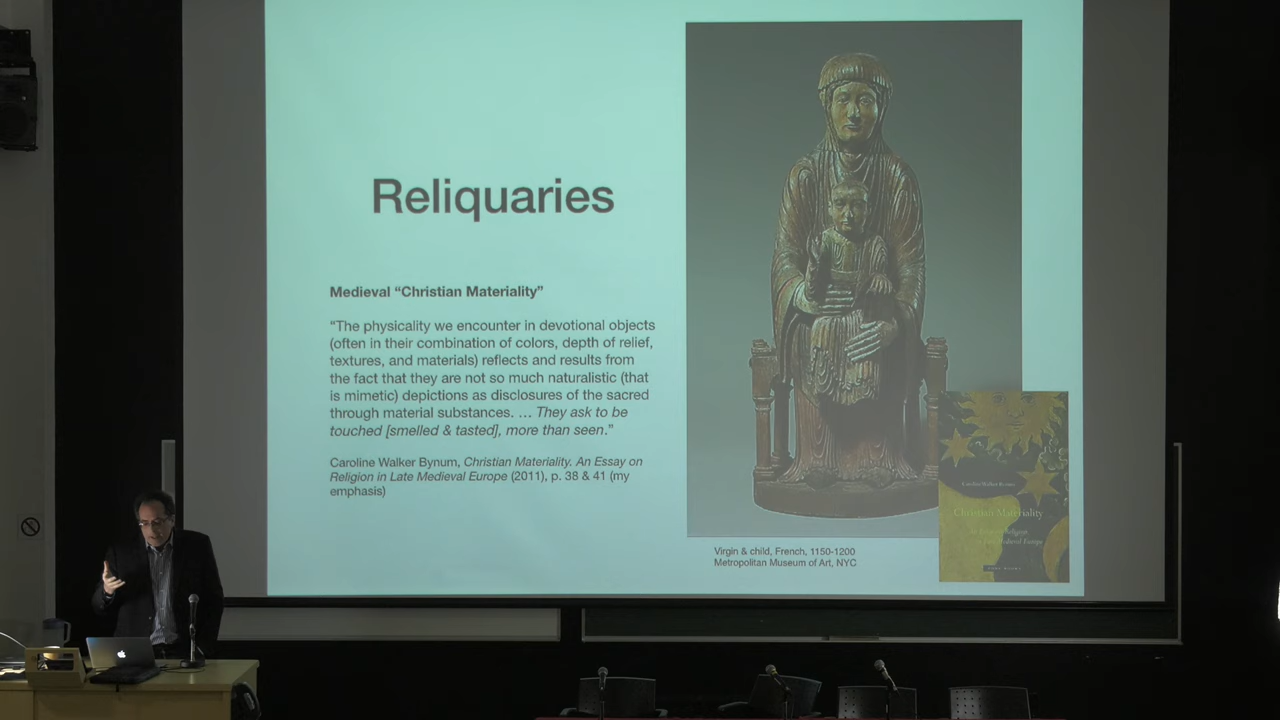 Reliquaries
Medieval “Christian Materiality”
“The physicality we encounter in devotional objects
(often in their combination of colors, depth of relief,
textures, and materials) reflects and results from
the fact that they are not so much naturalistic (that
is mimetic) depictions as disclosures of the sacred
through material substances. … They ask to be
touched [smelled & tasted], more than seen.”
Caroline Walker Bynum, Christian Materiality. An Essay on
Religion in Late Medieval Europe (2011), p. 38 & 41 (my
emphasis)
Virgin & child, French, 1150-1200
Metropolitan Museum of Art, NYC
Caroline Walker Bynum
Christian Materiality